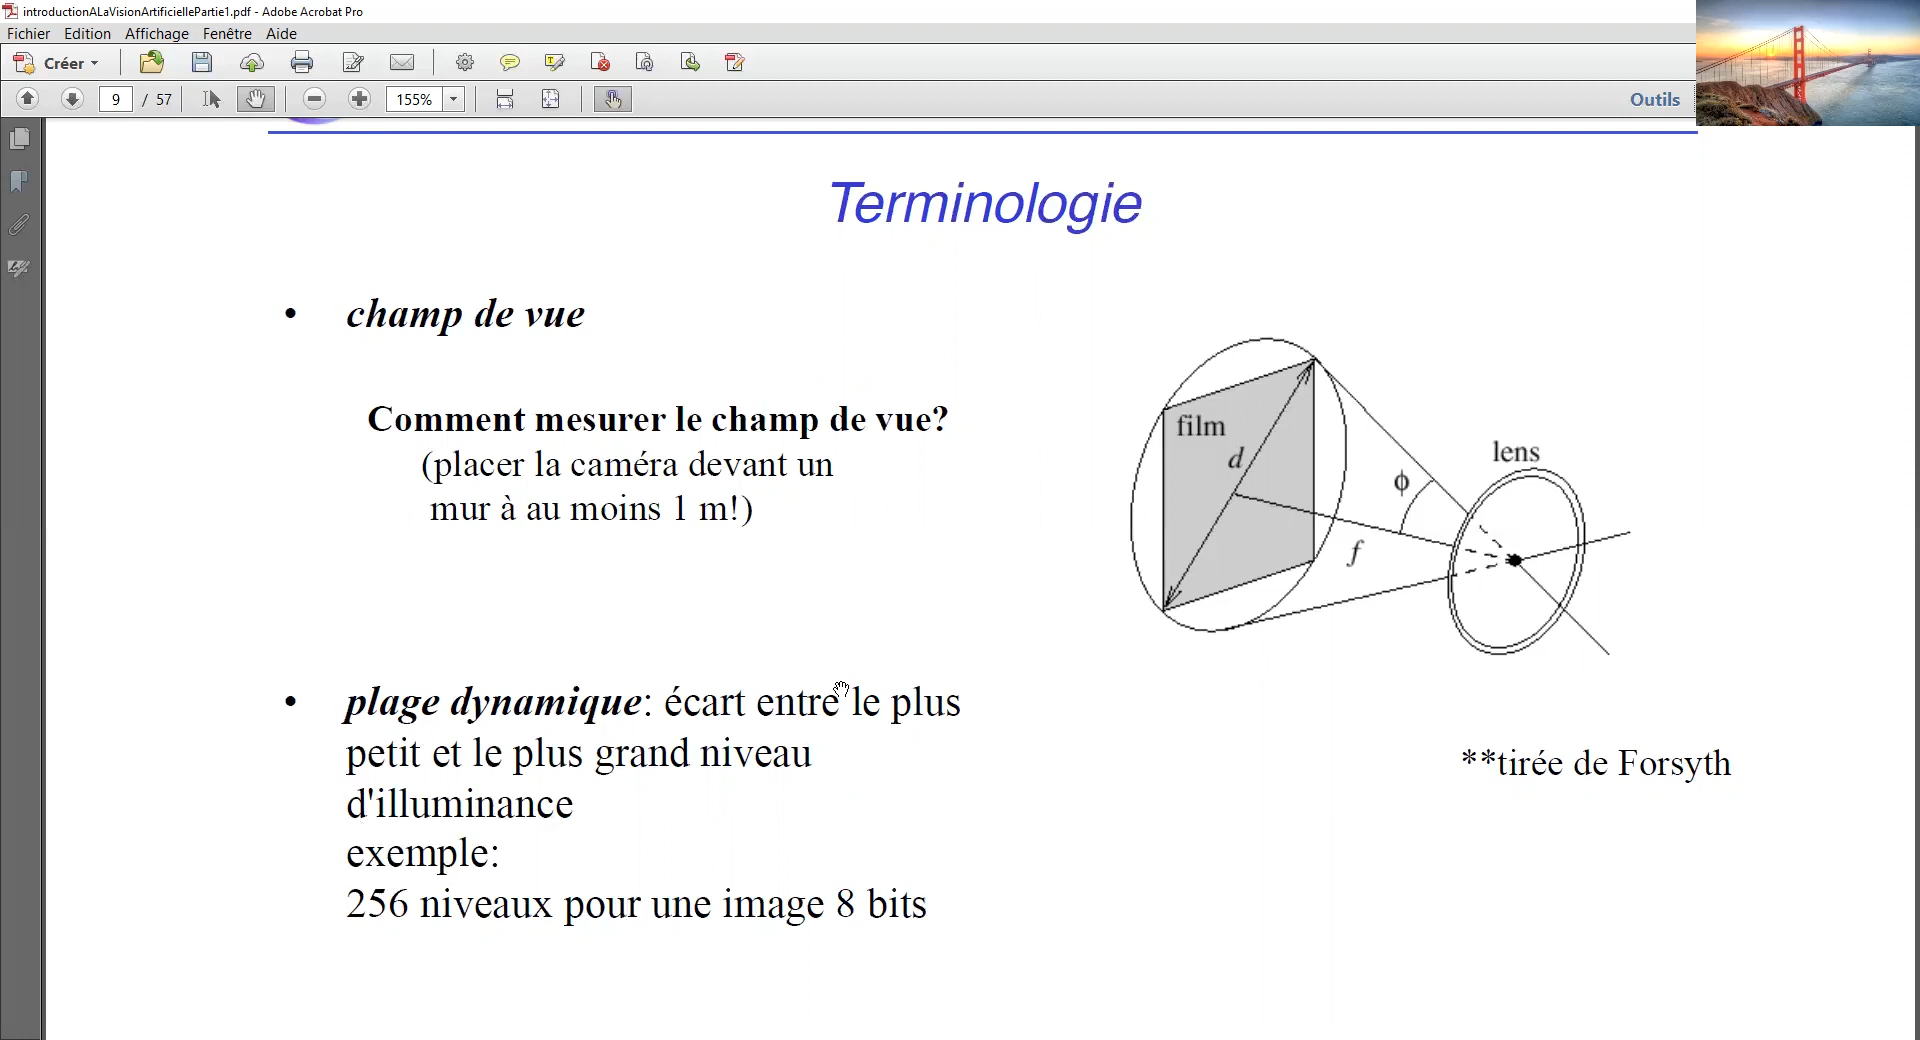 introductionALaVisionArtificiellePartie1.pdf - Adobe Acrobat Pro
Fichier Edition Affichage Fenêtre Aide
Créer
9 / 57 155% Outils
Terminologie
• champ de vue
Comment mesurer le champ de vue?
(placer la caméra devant un
mur à au moins 1 m!)
film
d
ϕ
f
lens
• plage dynamique: écart entre le plus
petit et le plus grand niveau
d'illuminance
exemple:
256 niveaux pour une image 8 bits
**tirée de Forsyth